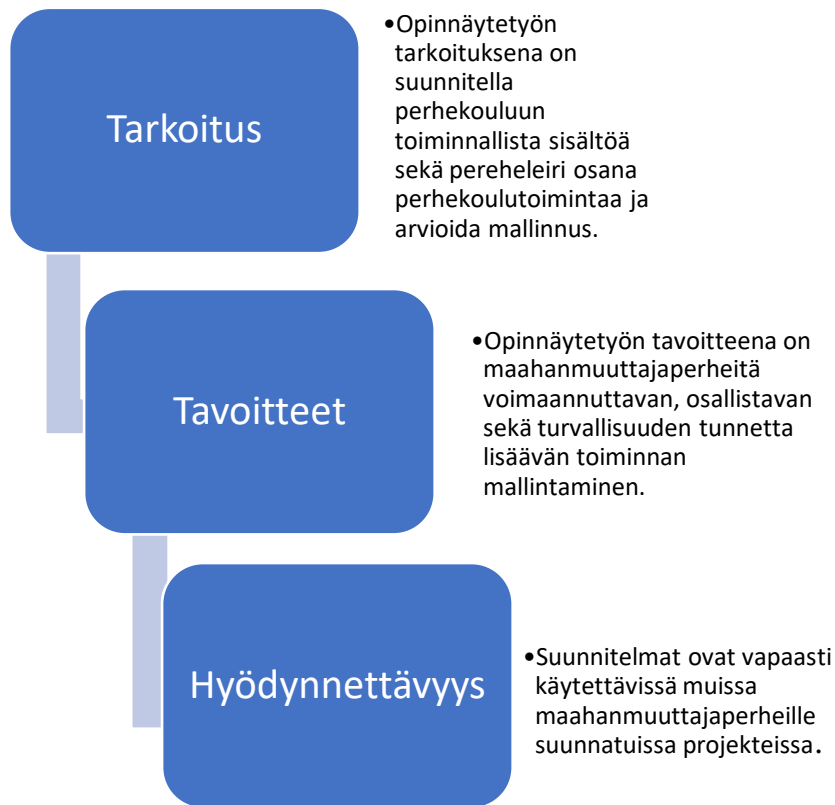 Tarkoitus
•Opinnäytetyön
tarkoituksena on
suunnitella
perhekouluun
toiminnallista sisältöä
sekä pereheleiri osana
perhekoulutoimintaa ja
arvioida mallinnus.
Tavoitteet
•Opinnäytetyön tavoitteena on
maahanmuuttajaperheitä
voimaannuttavan, osallistavan
sekä turvallisuuden tunnetta
lisäävän toiminnan
mallintaminen.
Hyödynnettävyys
•Suunnitelmat ovat vapaasti
käytettävissä muissa
maahanmuuttajaperheille
suunnatuissa projekteissa.